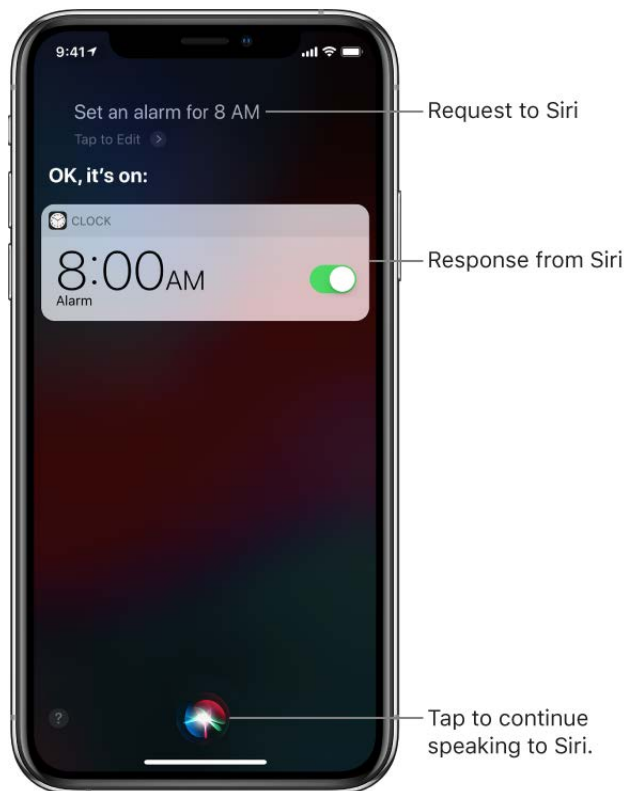 9:41
Set an alarm for 8 AM
Request to Siri
Tap to Edit
OK, it’s on:
CLOCK
8:00AM
Response from Siri
Alarm
?
Tap to continue
speaking to Siri.